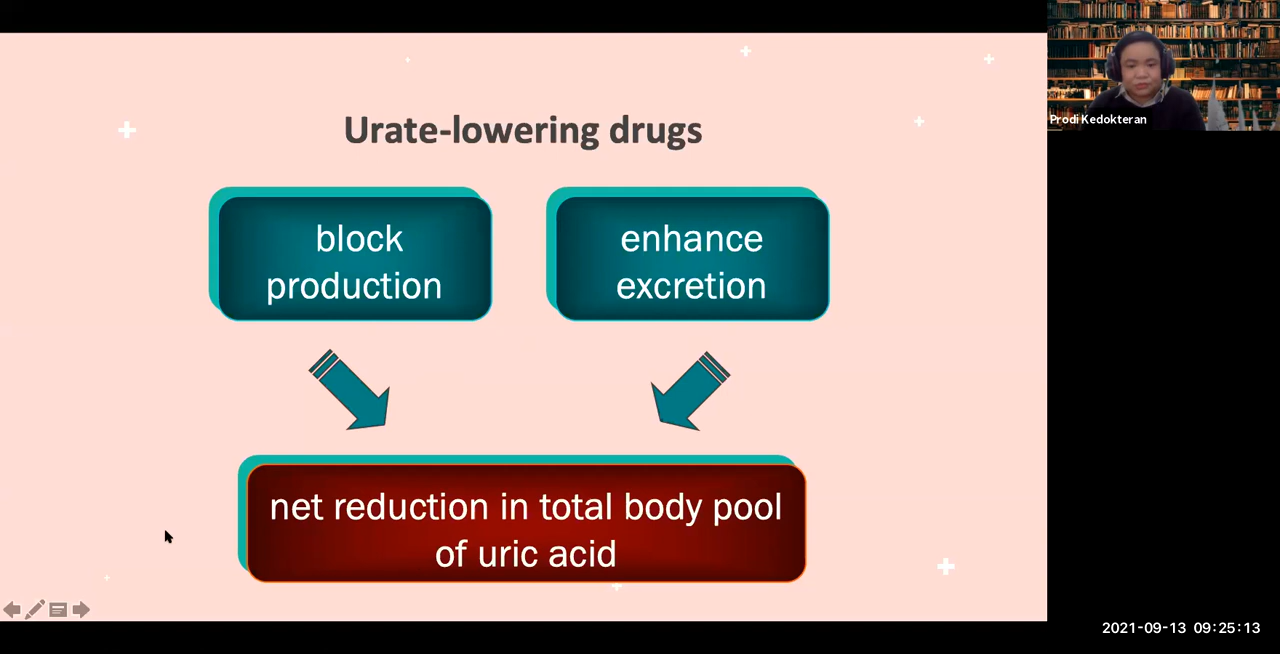 Urate-lowering drugs
block
production
enhance
excretion
net reduction in total body pool
of uric acid
Prodi Kedokteran
2021-09-13 09:25:13